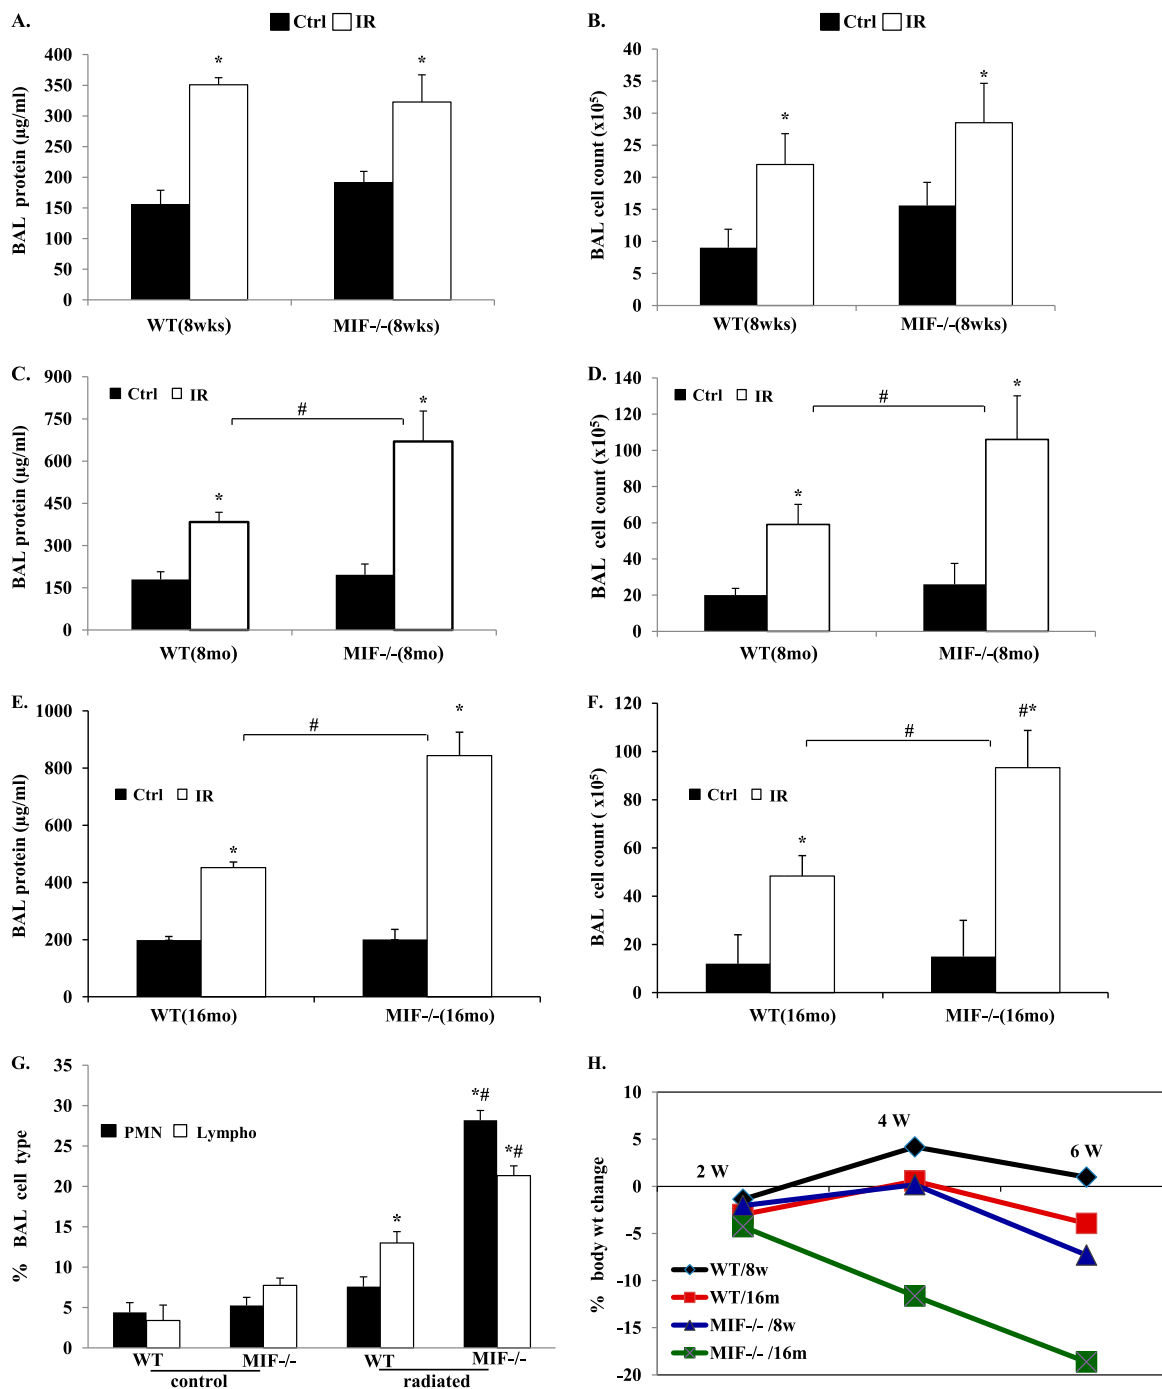 A.
Ctrl IR
BAL protein (µg/ml)
400
350
300
250
200
150
100
50
0
* *
WT(8wks) MIF-/-(8wks)
B.
Ctrl IR
BAL cell count (x10⁵)
40
35
30
25
20
15
10
5
0
* *
WT(8wks) MIF-/-(8wks)
C.
Ctrl IR
BAL protein (µg/ml)
900
750
600
450
300
150
0
#
* *
WT(8mo) MIF-/-(8mo)
D.
Ctrl IR
BAL cell count (x10⁵)
140
120
100
80
60
40
20
0
#
* *
WT(8mo) MIF-/-(8mo)
E.
Ctrl IR
BAL protein (µg/ml)
1000
800
600
400
200
0
#
* *
WT(16mo) MIF-/-(16mo)
F.
Ctrl IR
BAL cell count ( x10⁵)
120
100
80
60
40
20
0
#
* #*
WT(16mo) MIF-/-(16mo)
G.
PMN Lympho
% BAL cell type
35
30
25
20
15
10
5
0
* *# *#
WT MIF-/- WT MIF-/-
control radiated
H.
% body wt change
10
5
0
-5
-10
-15
-20
2 W 4 W 6 W
WT/8w
WT/16m
MIF-/- /8w
MIF-/- /16m